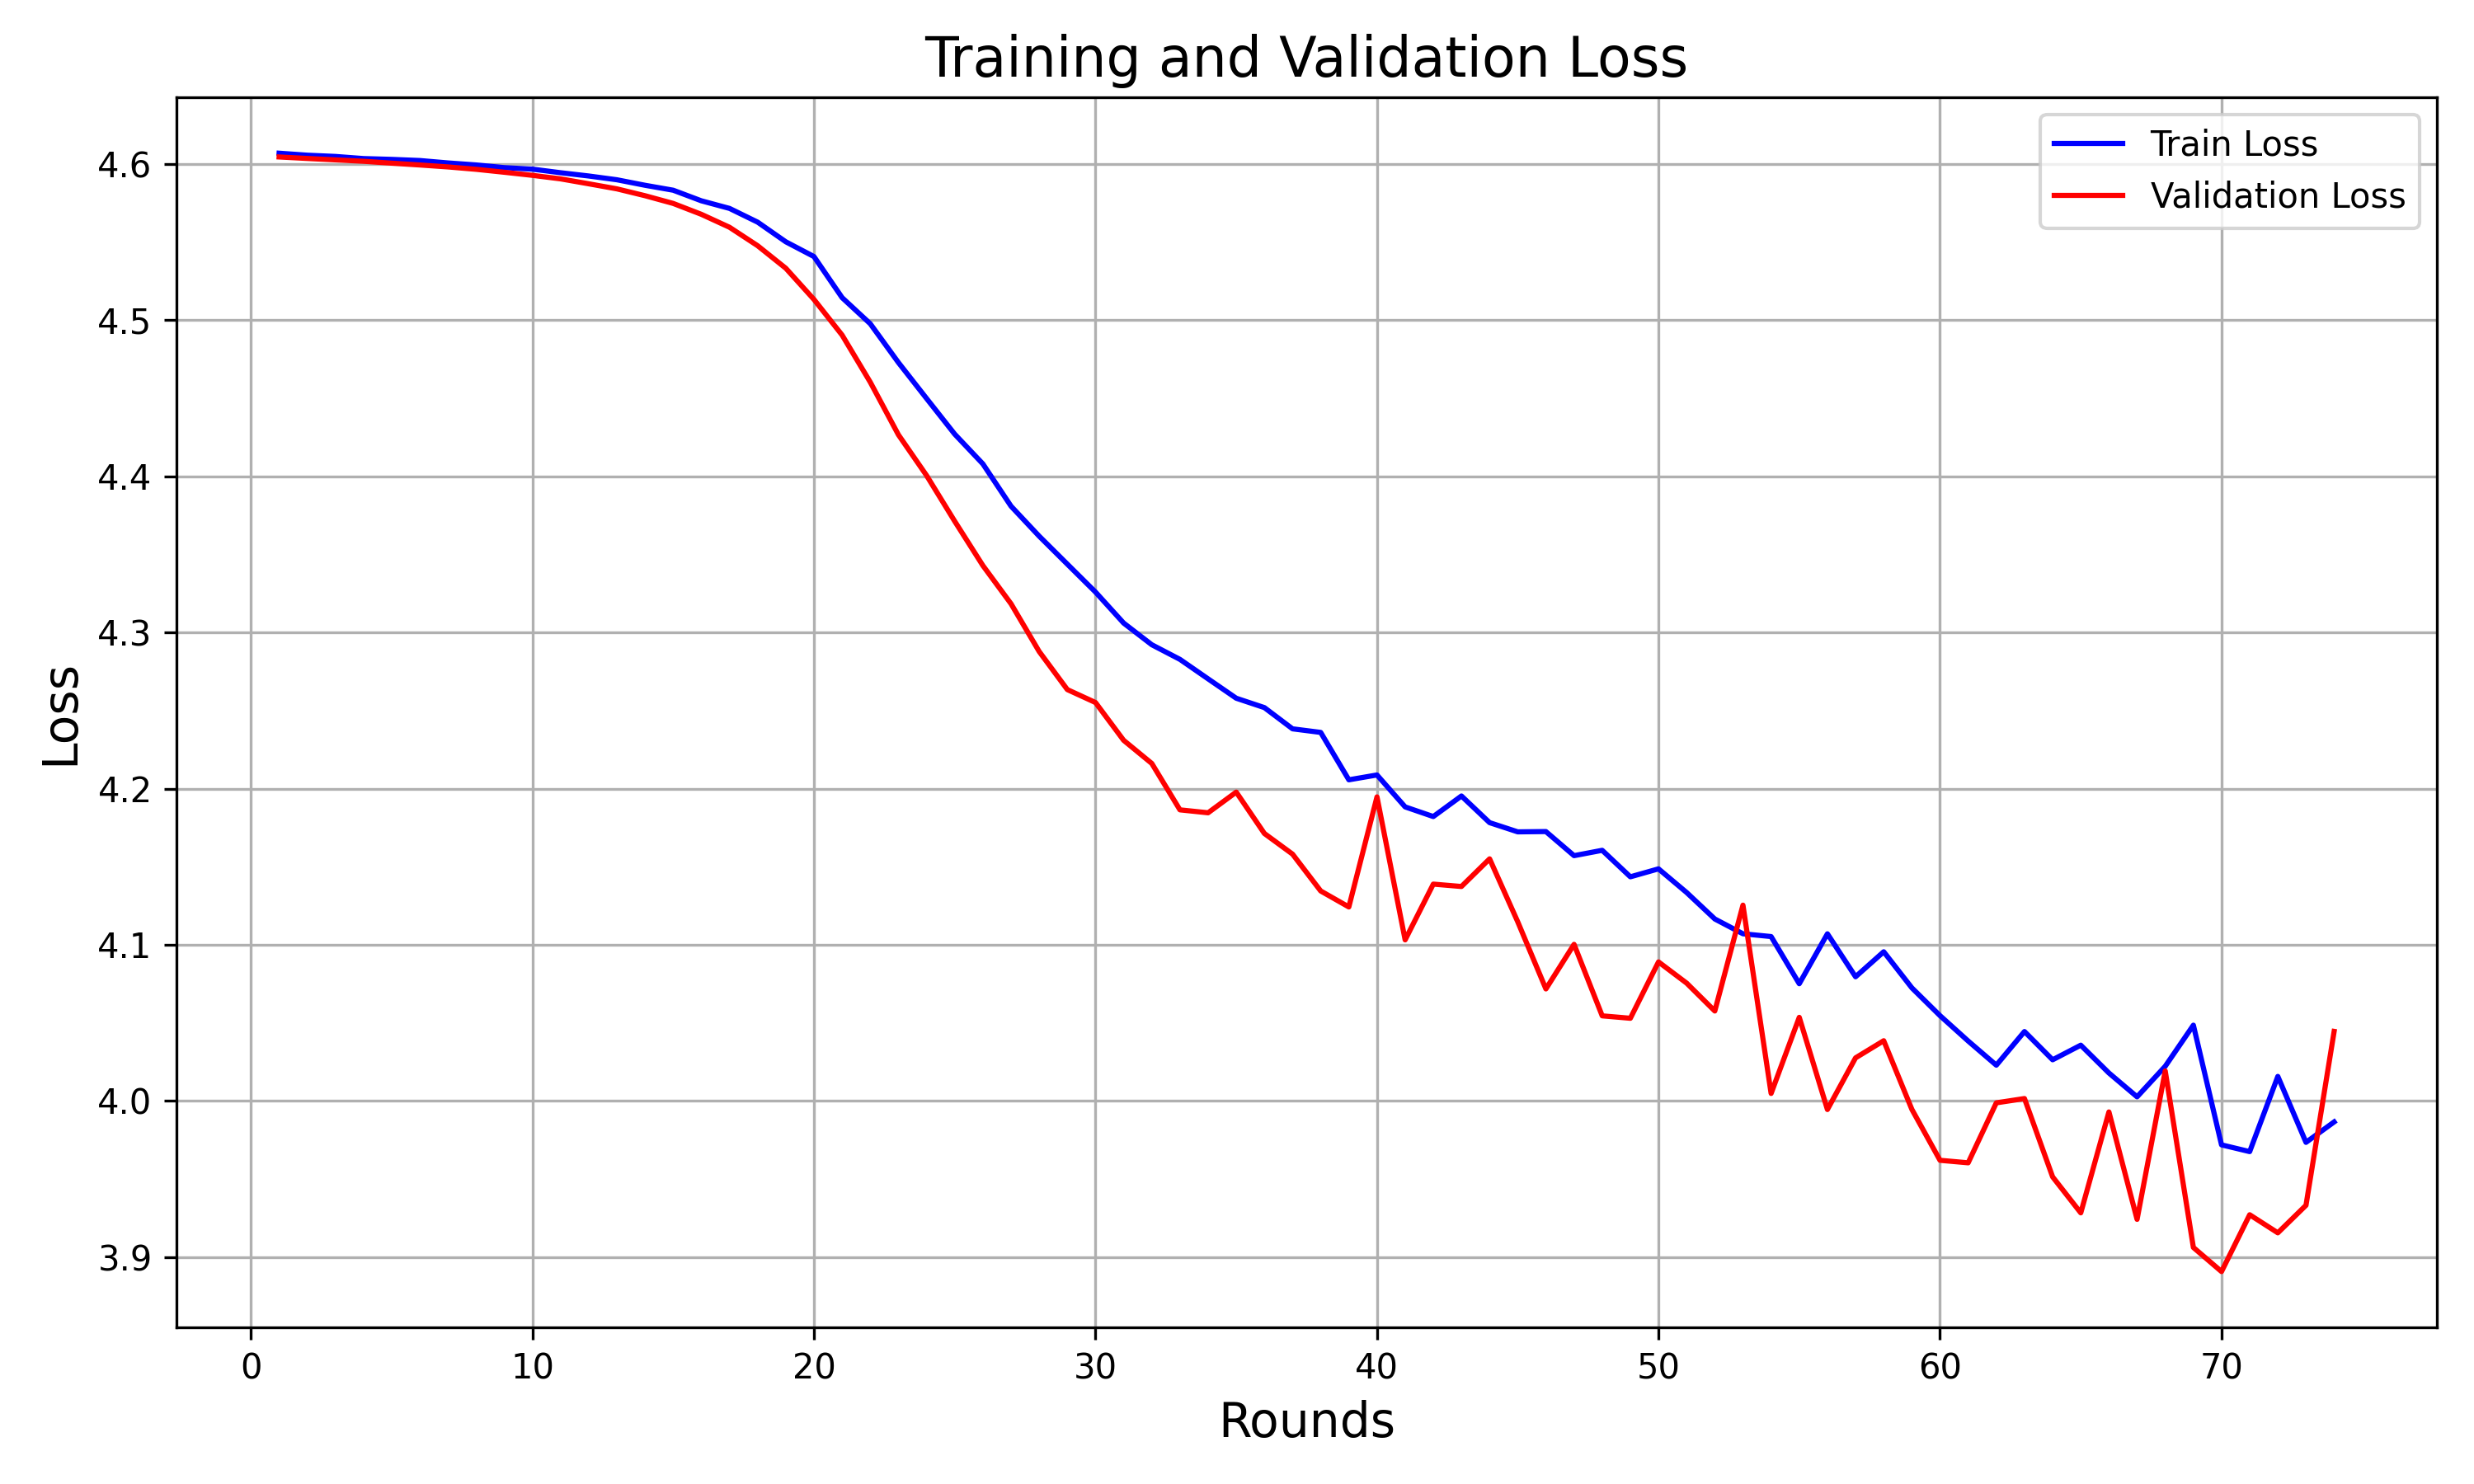 Training and Validation Loss
Train Loss
Validation Loss
4.6
4.5
4.4
4.3
4.2
4.1
4.0
3.9
Loss
0 10 20 30 40 50 60 70
Rounds